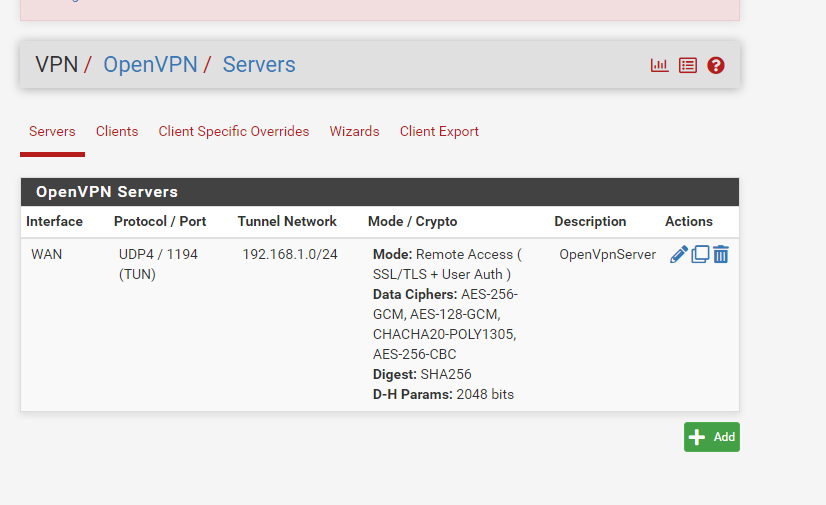 VPN / OpenVPN / Servers
Servers Clients Client Specific Overrides Wizards Client Export
OpenVPN Servers
Interface Protocol / Port Tunnel Network Mode / Crypto Description Actions
WAN UDP4 / 1194 192.168.1.0/24 Mode: Remote Access ( OpenVpnServer
(TUN) SSL/TLS + User Auth )
Data Ciphers: AES-256-
GCM, AES-128-GCM,
CHACHA20-POLY1305,
AES-256-CBC
Digest: SHA256
D-H Params: 2048 bits
Add